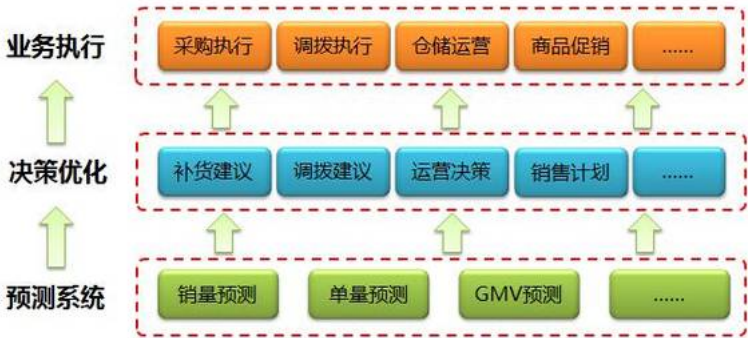 业务执行
采购执行 调拨执行 仓储运营 商品促销 ......
决策优化
补货建议 调拨建议 运营决策 销售计划 ......
预测系统
销量预测 单量预测 GMV预测 ......